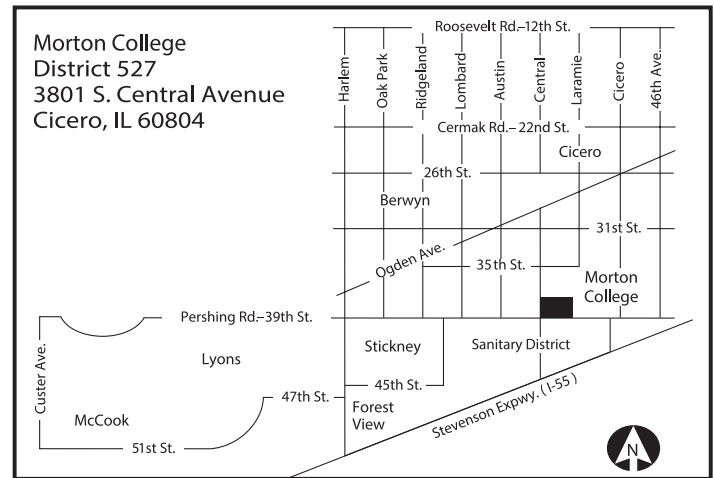 Morton College
District 527
3801 S. Central Avenue
Cicero, IL 60804
Roosevelt Rd.–12th St.
Harlem
Oak Park
Ridgeland
Lombard
Austin
Central
Laramie
Cicero
46th Ave.
Cermak Rd.–22nd St.
Cicero
26th St.
Berwyn
31st St.
Ogden Ave.
35th St.
Morton
College
Pershing Rd.–39th St.
Custer Ave.
Lyons
Stickney
Sanitary District
45th St.
47th St.
Forest
View
Stevenson Expwy. ( I-55 )
McCook
51st St.
N